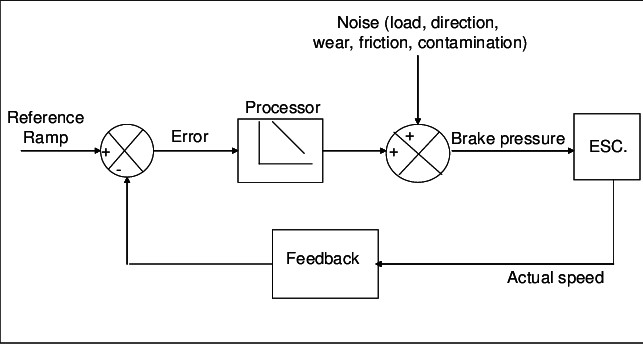 Noise (load, direction,
wear, friction, contamination)
Processor
Reference
Ramp
Error
Brake pressure
ESC.
+
-
+
+
Feedback
Actual speed